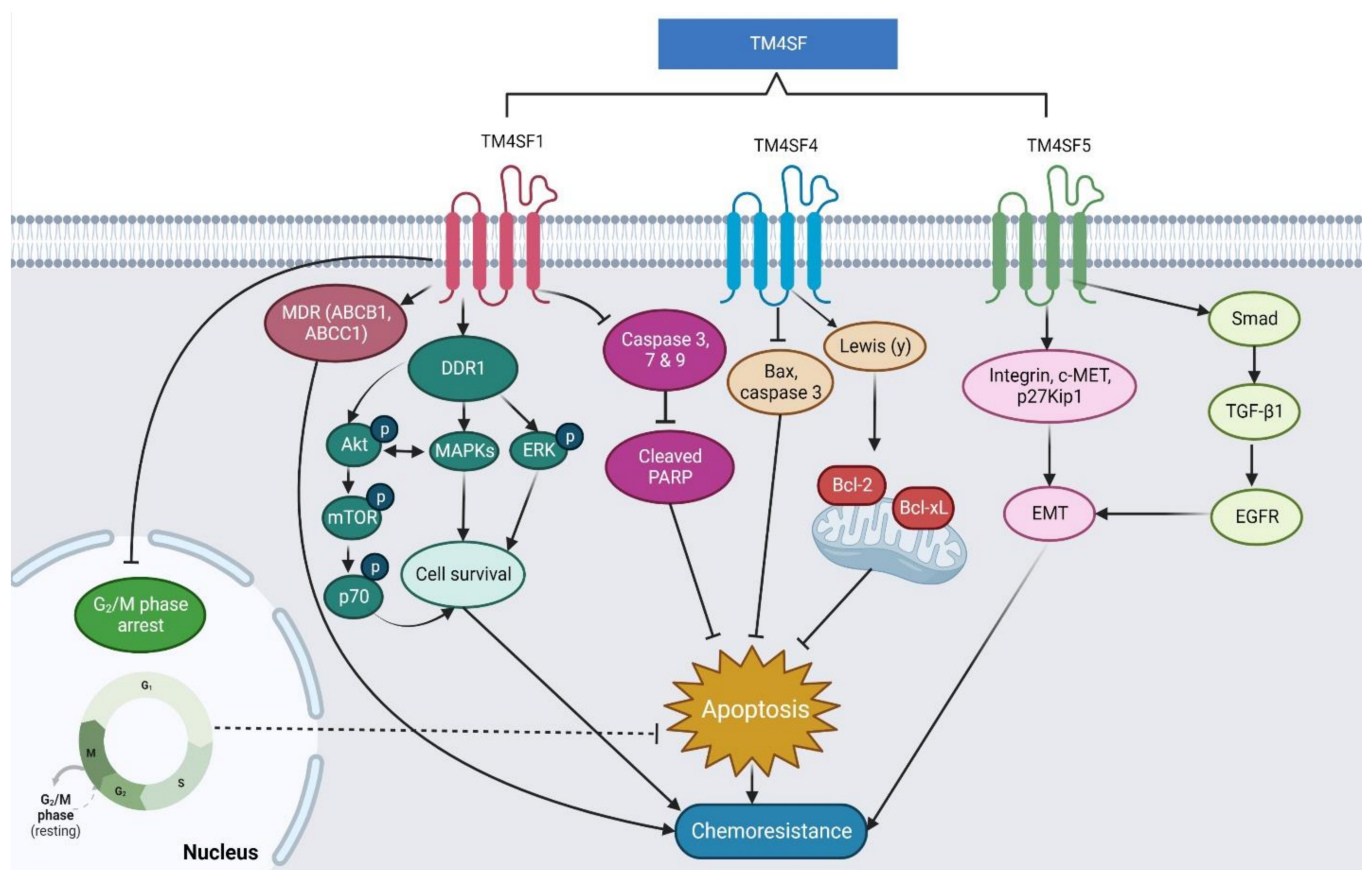 TM4SF
TM4SF1
TM4SF4
TM4SF5
MDR (ABCB1,
ABCC1)
DDR1
Akt
p
MAPKs
ERK
p
mTOR
p
p70
p
Cell survival
Caspase 3,
7 & 9
Cleaved
PARP
Bax,
caspase 3
Lewis (y)
Bcl-2
Bcl-xL
Integrin, c-MET,
p27Kip1
EMT
Smad
TGF-β1
EGFR
G₂/M phase
arrest
G₁
S
G₂
M
G₂/M
phase
(resting)
Nucleus
Apoptosis
Chemoresistance